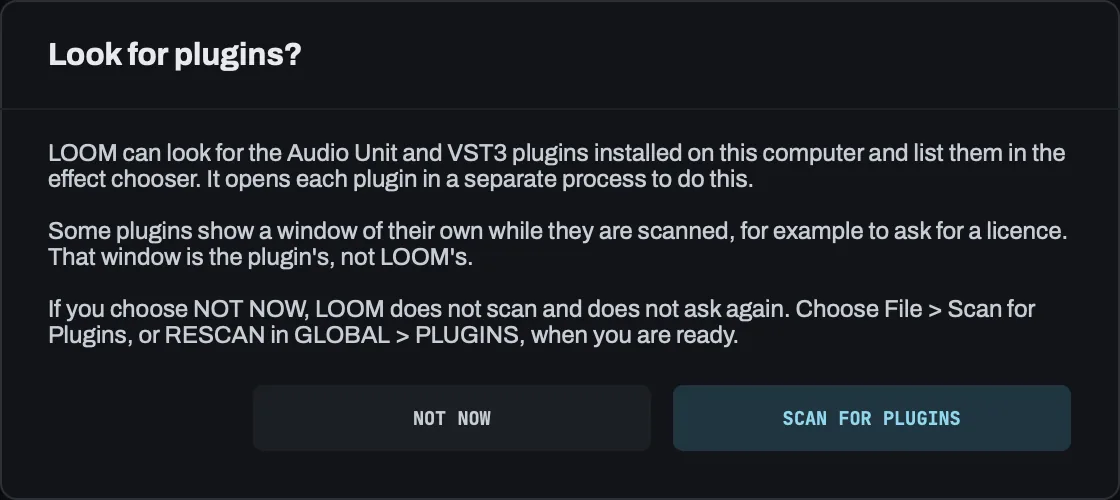 Look for plugins?
LOOM can look for the Audio Unit and VST3 plugins installed on this computer and list them in the
effect chooser. It opens each plugin in a separate process to do this.
Some plugins show a window of their own while they are scanned, for example to ask for a licence.
That window is the plugin's, not LOOM's.
If you choose NOT NOW, LOOM does not scan and does not ask again. Choose File > Scan for
Plugins, or RESCAN in GLOBAL > PLUGINS, when you are ready.
NOT NOW
SCAN FOR PLUGINS